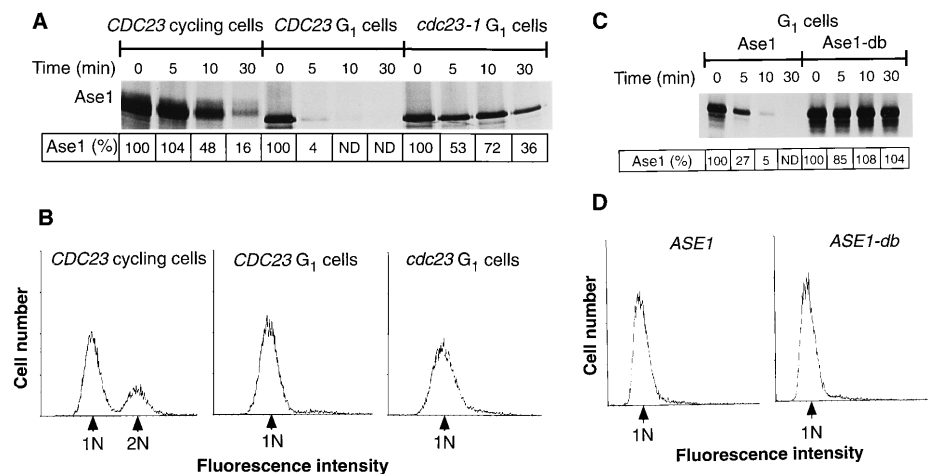 A
CDC23 cycling cells CDC23 G1 cells cdc23-1 G1 cells
Time (min) 0 5 10 30 0 5 10 30 0 5 10 30
Ase1
Ase1 (%) 100 104 48 16 100 4 ND ND 100 53 72 36
B
CDC23 cycling cells CDC23 G1 cells cdc23 G1 cells
Cell number
1N 2N 1N 1N
Fluorescence intensity
C
G1 cells
Ase1 Ase1-db
Time (min) 0 5 10 30 0 5 10 30
Ase1 (%) 100 27 5 ND 100 85 108 104
D
ASE1 ASE1-db
Cell number
1N 1N
Fluorescence intensity